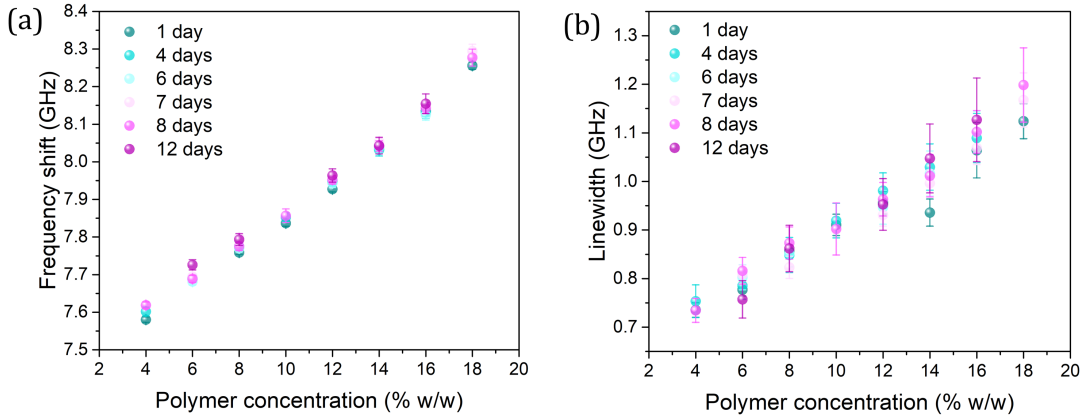 (a)
8.4
8.3
8.2
8.1
8.0
7.9
7.8
7.7
7.6
7.5
Frequency shift (GHz)
1 day
4 days
6 days
7 days
8 days
12 days
2 4 6 8 10 12 14 16 18 20
Polymer concentration (% w/w)
(b)
1.3
1.2
1.1
1.0
0.9
0.8
0.7
Linewidth (GHz)
1 day
4 days
6 days
7 days
8 days
12 days
2 4 6 8 10 12 14 16 18 20
Polymer concentration (% w/w)